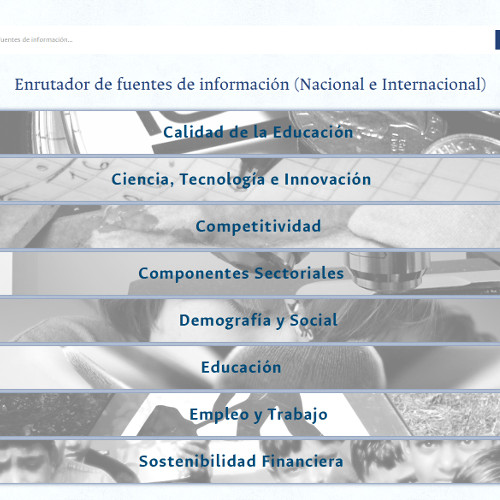 fuentes de información...
Enrutador de fuentes de información (Nacional e Internacional)
Calidad de la Educación
Ciencia, Tecnología e Innovación
Competitividad
Componentes Sectoriales
Demografía y Social
Educación
Empleo y Trabajo
Sostenibilidad Financiera